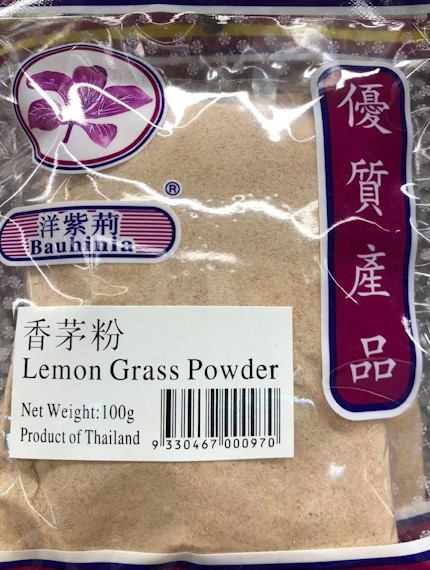 優質產品
®
洋紫荊
Bauhinia
香茅粉
Lemon Grass Powder
Net Weight:100g
Product of Thailand
9 330467 000970